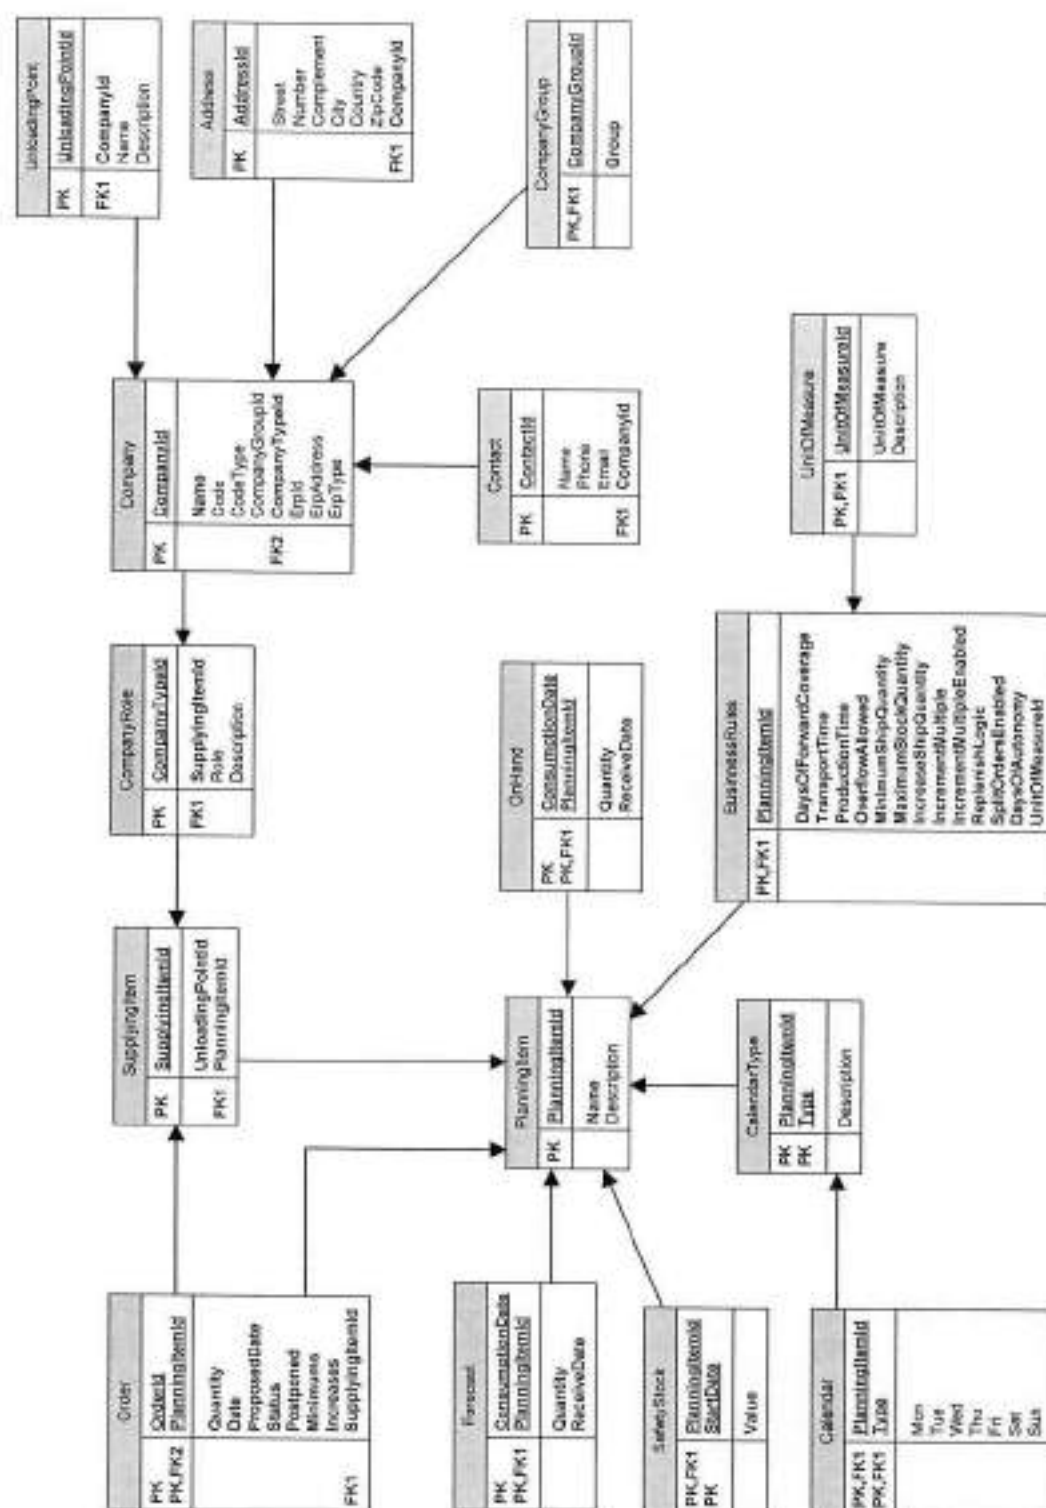 UnloadingPoint
PK UnloadingPointId
FK1 CompanyId
Name
Description
Address
PK AddressId
Street
Number
Complement
City
Country
ZipCode
FK1 CompanyId
CompanyGroup
PK,FK1 CompanyGroupId
Group
Company
PK CompanyId
Name
Code
CodeType
CompanyGroupId
FK2 CompanyTypeId
ErpId
ErpAddress
ErpType
Contact
PK ContactId
Name
Phone
Email
FK1 CompanyId
UnitOfMeasure
PK,FK1 UnitOfMeasureId
UnitOfMeasure
Description
CompanyRole
PK CompanyTypeId
FK1 SupplyingItemId
Role
Description
OnHand
PK ConsumptionDate
PK,FK1 PlanningItemId
Quantity
ReceiveDate
BusinessRules
PK,FK1 PlanningItemId
DaysOfForwardCoverage
TransportTime
ProductionTime
OverflowAllowed
MinimumShipQuantity
MaximumStockQuantity
IncreaseShipQuantity
IncrementMultiple
IncrementMultipleEnabled
ReplenishLogic
SplitOrdersEnabled
DaysOfAutonomy
UnitOfMeasureId
SupplyingItem
PK SupplyingItemId
UnloadingPointId
FK1 PlanningItemId
PlanningItem
PK PlanningItemId
Name
Description
CalendarType
PK PlanningItemId
PK Type
Description
Order
PK OrderId
PK,FK2 PlanningItemId
Quantity
Date
ProposedDate
Status
Postponed
Minimums
Increases
FK1 SupplyingItemId
Forecast
PK ConsumptionDate
PK,FK1 PlanningItemId
Quantity
ReceiveDate
SafetyStock
PK,FK1 PlanningItemId
PK StartDate
Value
Calendar
PK,FK1 PlanningItemId
PK,FK1 Type
Mon
Tue
Wed
Thu
Fri
Sat
Sun